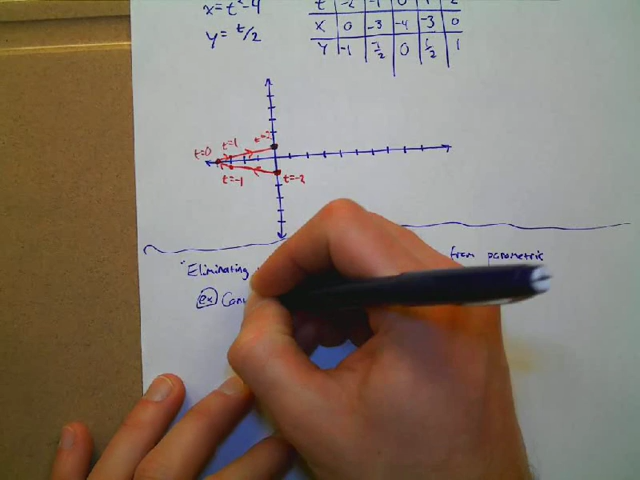 x = t² - 4
t -2 -1 0 1 2
y = t/2
X 0 -3 -4 -3 0
Y -1 -1/2 0 1/2 1
t=0 t=1 t=2
t=-1 t=-2
"Eliminating from parametric
ex